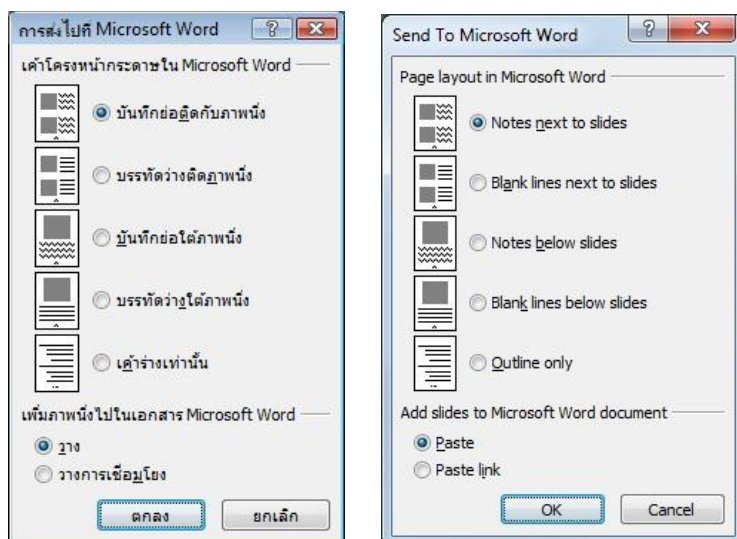 การส่งไปที่ Microsoft Word
เค้าโครงหน้ากระดาษใน Microsoft Word
บันทึกย่อติดกับภาพนิ่ง
บรรทัดว่างติดภาพนิ่ง
บันทึกย่อใต้ภาพนิ่ง
บรรทัดว่างใต้ภาพนิ่ง
เค้าร่างเท่านั้น
เพิ่มภาพนิ่งไปในเอกสาร Microsoft Word
วาง
วางการเชื่อมโยง
ตกลง
ยกเลิก
Send To Microsoft Word
Page layout in Microsoft Word
Notes next to slides
Blank lines next to slides
Notes below slides
Blank lines below slides
Outline only
Add slides to Microsoft Word document
Paste
Paste link
OK
Cancel